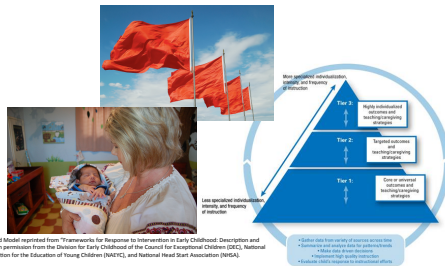 More specialized individualization,
intensity, and frequency
of instruction
Tier 3:
Highly individualized
outcomes and
teaching/caregiving
strategies
Tier 2:
Targeted outcomes
and
teaching/caregiving
strategies
Tier 1:
Core or universal
outcomes and
teaching/caregiving
strategies
Less specialized individualization,
intensity, and frequency
of instruction
• Gather data from variety of sources across time
• Summarize and analyze data for patterns/trends
• Make data driven decisions
• Implement high quality instruction
• Evaluate child's response to instructional efforts
d Model reprinted from "Frameworks for Response to Intervention in Early Childhood: Description and
permission from the Division for Early Childhood of the Council for Exceptional Children (DEC), National
tion for the Education of Young Children (NAEYC), and National Head Start Association (NHSA).